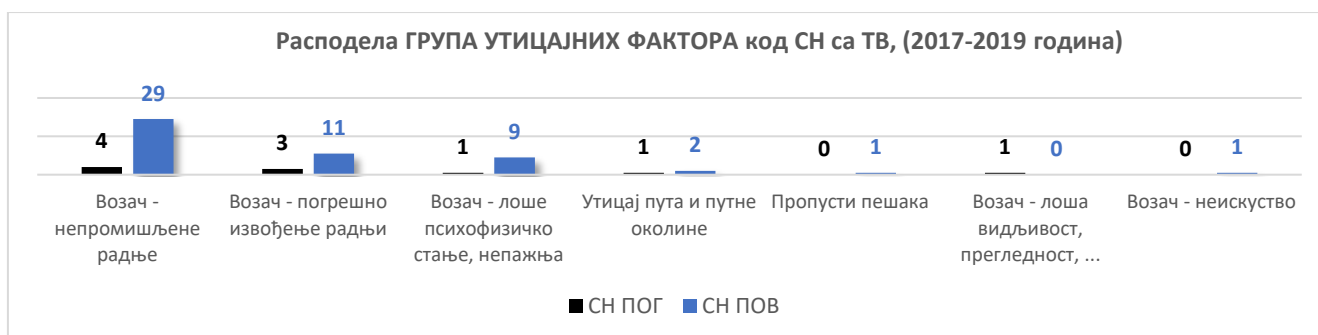 Расподела ГРУПА УТИЦАЈНИХ ФАКТОРА код СН са ТВ, (2017-2019 година)
4 29 3 11 1 9 1 2 0 1 1 0 0 1
Возач -
непромишљене
радње
Возач - погрешно
извођење радњи
Возач - лоше
психофизичко
стање, непажња
Утицај пута и путне
околине
Пропусти пешака
Возач - лоша
видљивост,
прегледност, ...
Возач - неискуство
СН ПОГ СН ПОВ